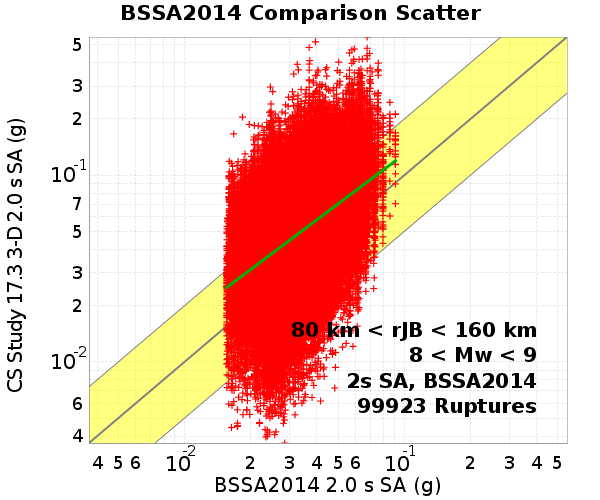 BSSA2014 Comparison Scatter
CS Study 17.3 3-D 2.0 s SA (g)
5
3
2
10^-1
7
5
3
2
10^-2
6
4
80 km < rJB < 160 km
8 < Mw < 9
2s SA, BSSA2014
99923 Ruptures
4 5 6 10^-2 2 3 4 5 6 10^-1 2 3 4 5
BSSA2014 2.0 s SA (g)